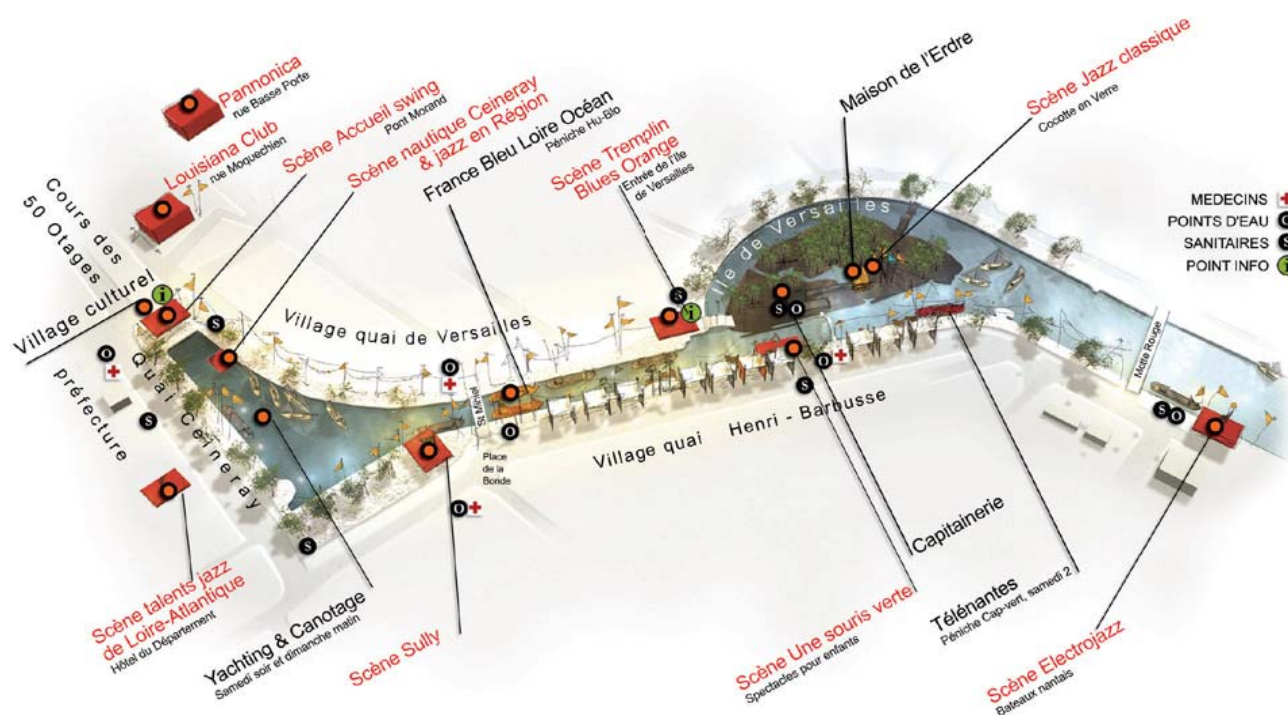 Pannonica
rue Basse Porte
Louisiana Club
rue Moquechien
Scène Accueil swing
Pont Morand
Scène nautique Ceineray
& jazz en Région
France Bleu Loire Océan
Péniche Hu-Blo
Scène Tremplin
Blues Orange
Entrée de l'Ile
de Versailles
Maison de l'Erdre
Scène Jazz classique
Cocotte en Verre
MEDECINS
POINTS D'EAU O
SANITAIRES S
POINT INFO i
Cours des
50 Otages
Village culturel
préfecture
Quai Ceineray
Village quai de Versailles
Ile de Versailles
St Mihiel
Place
de la
Bonde
Village quai Henri - Barbusse
Motte Rouge
Scène talents jazz
de Loire-Atlantique
Hôtel du Département
Yachting & Canotage
Samedi soir et dimanche matin
Scène Sully
Scène Une souris verte
Spectacles pour enfants
Capitainerie
Télénantes
Péniche Cap-vert, samedi 2
Scène Electrojazz
Bateaux nantais